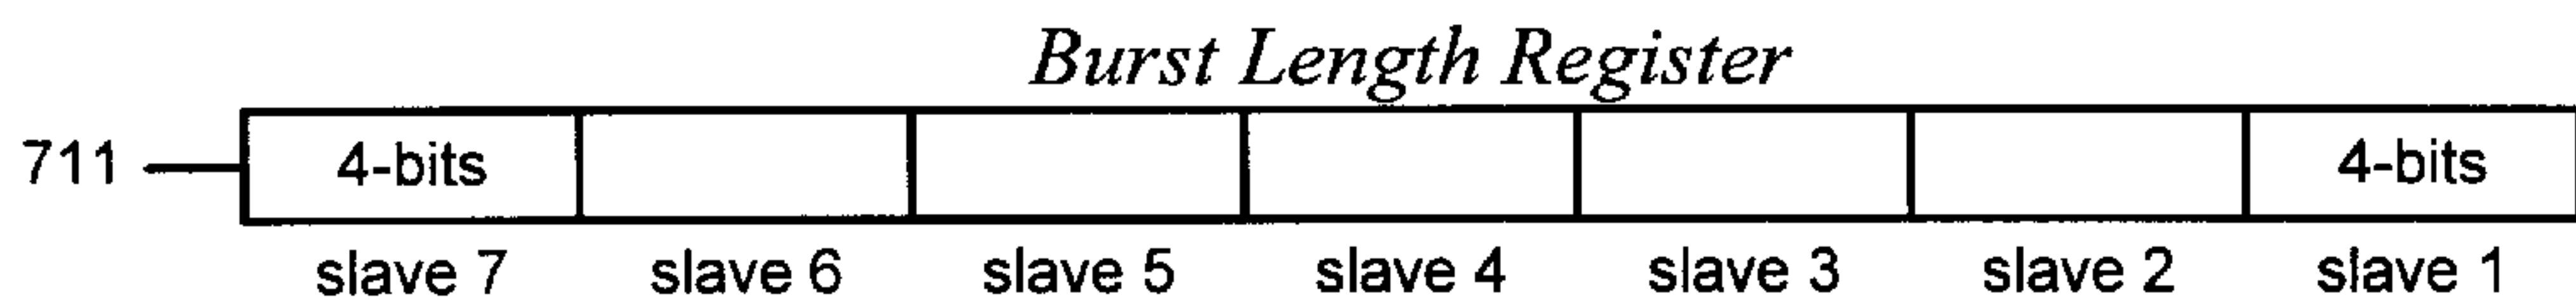 Burst Length Register
711 4-bits 4-bits
slave 7 slave 6 slave 5 slave 4 slave 3 slave 2 slave 1